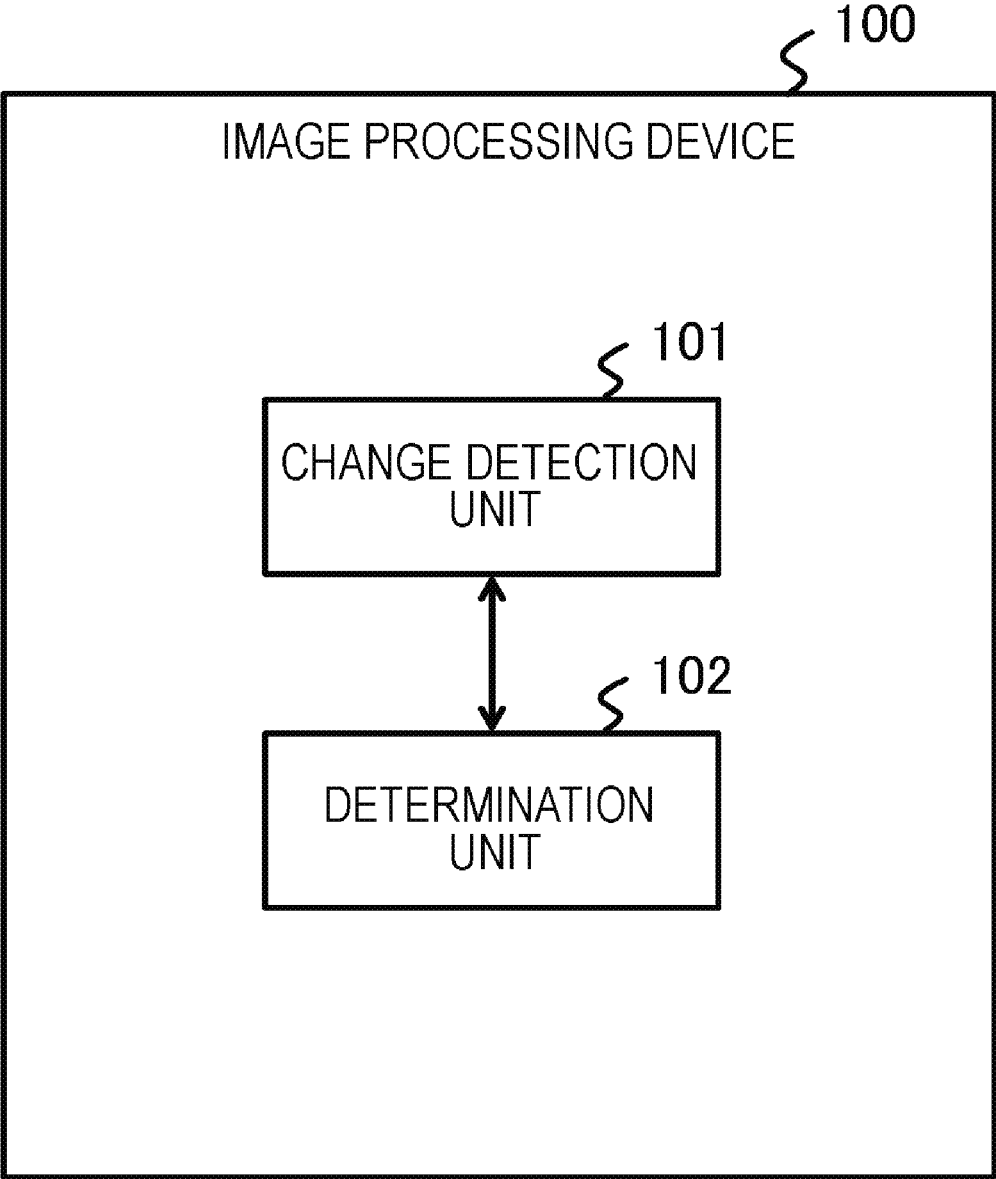 100
IMAGE PROCESSING DEVICE
101
CHANGE DETECTION
UNIT
102
DETERMINATION
UNIT